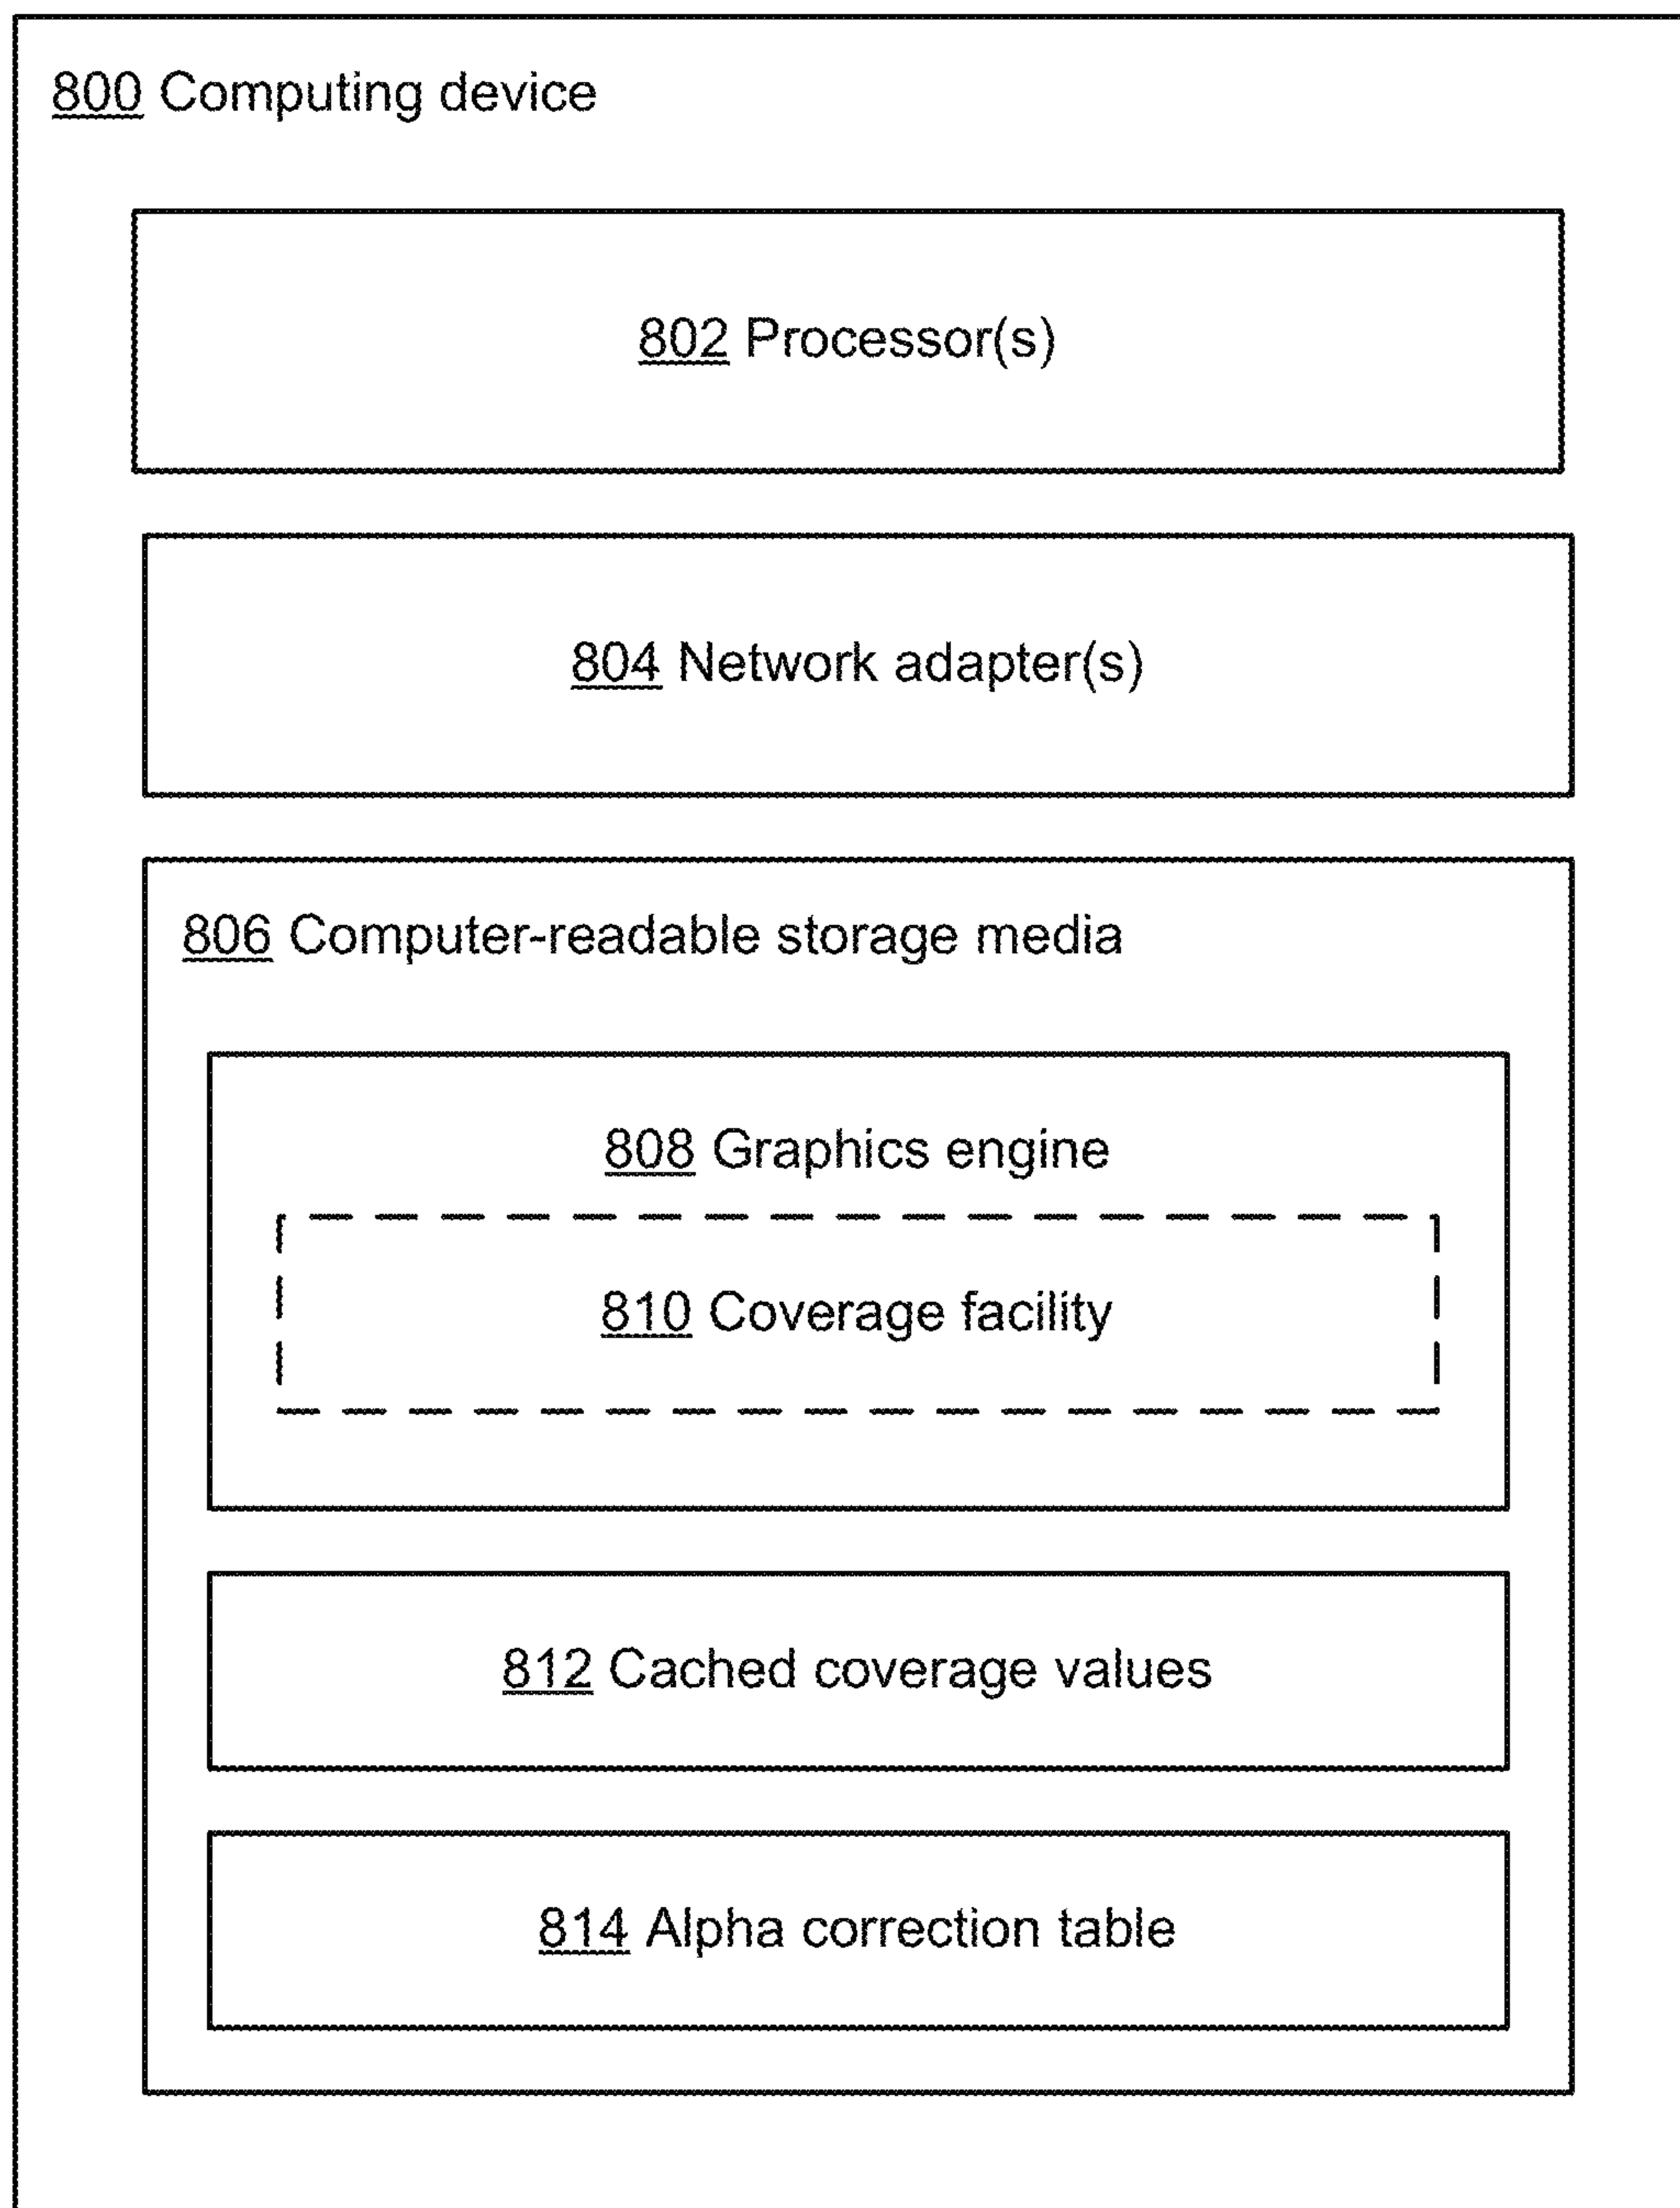 800 Computing device
802 Processor(s)
804 Network adapter(s)
806 Computer-readable storage media
808 Graphics engine
810 Coverage facility
812 Cached coverage values
814 Alpha correction table